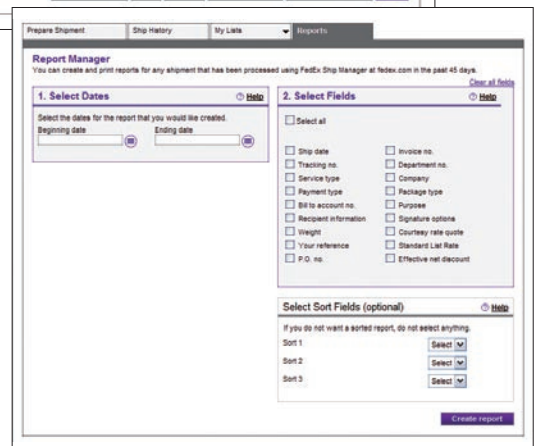 Prepare Shipment Ship History My Lists Reports
Report Manager
You can create and print reports for any shipment that has been processed using FedEx Ship Manager at fedex.com in the past 45 days.
Clear all fields
1. Select Dates Help
Select the dates for the report that you would like created.
Beginning date Ending date
2. Select Fields Help
Select all
Ship date Invoice no.
Tracking no. Department no.
Service type Company
Payment type Package type
Bill to account no. Purpose
Recipient information Signature options
Weight Courtesy rate quote
Your reference Standard List Rate
P.O. no. Effective net discount
Select Sort Fields (optional) Help
If you do not want a sorted report, do not select anything.
Sort 1 Select
Sort 2 Select
Sort 3 Select
Create report